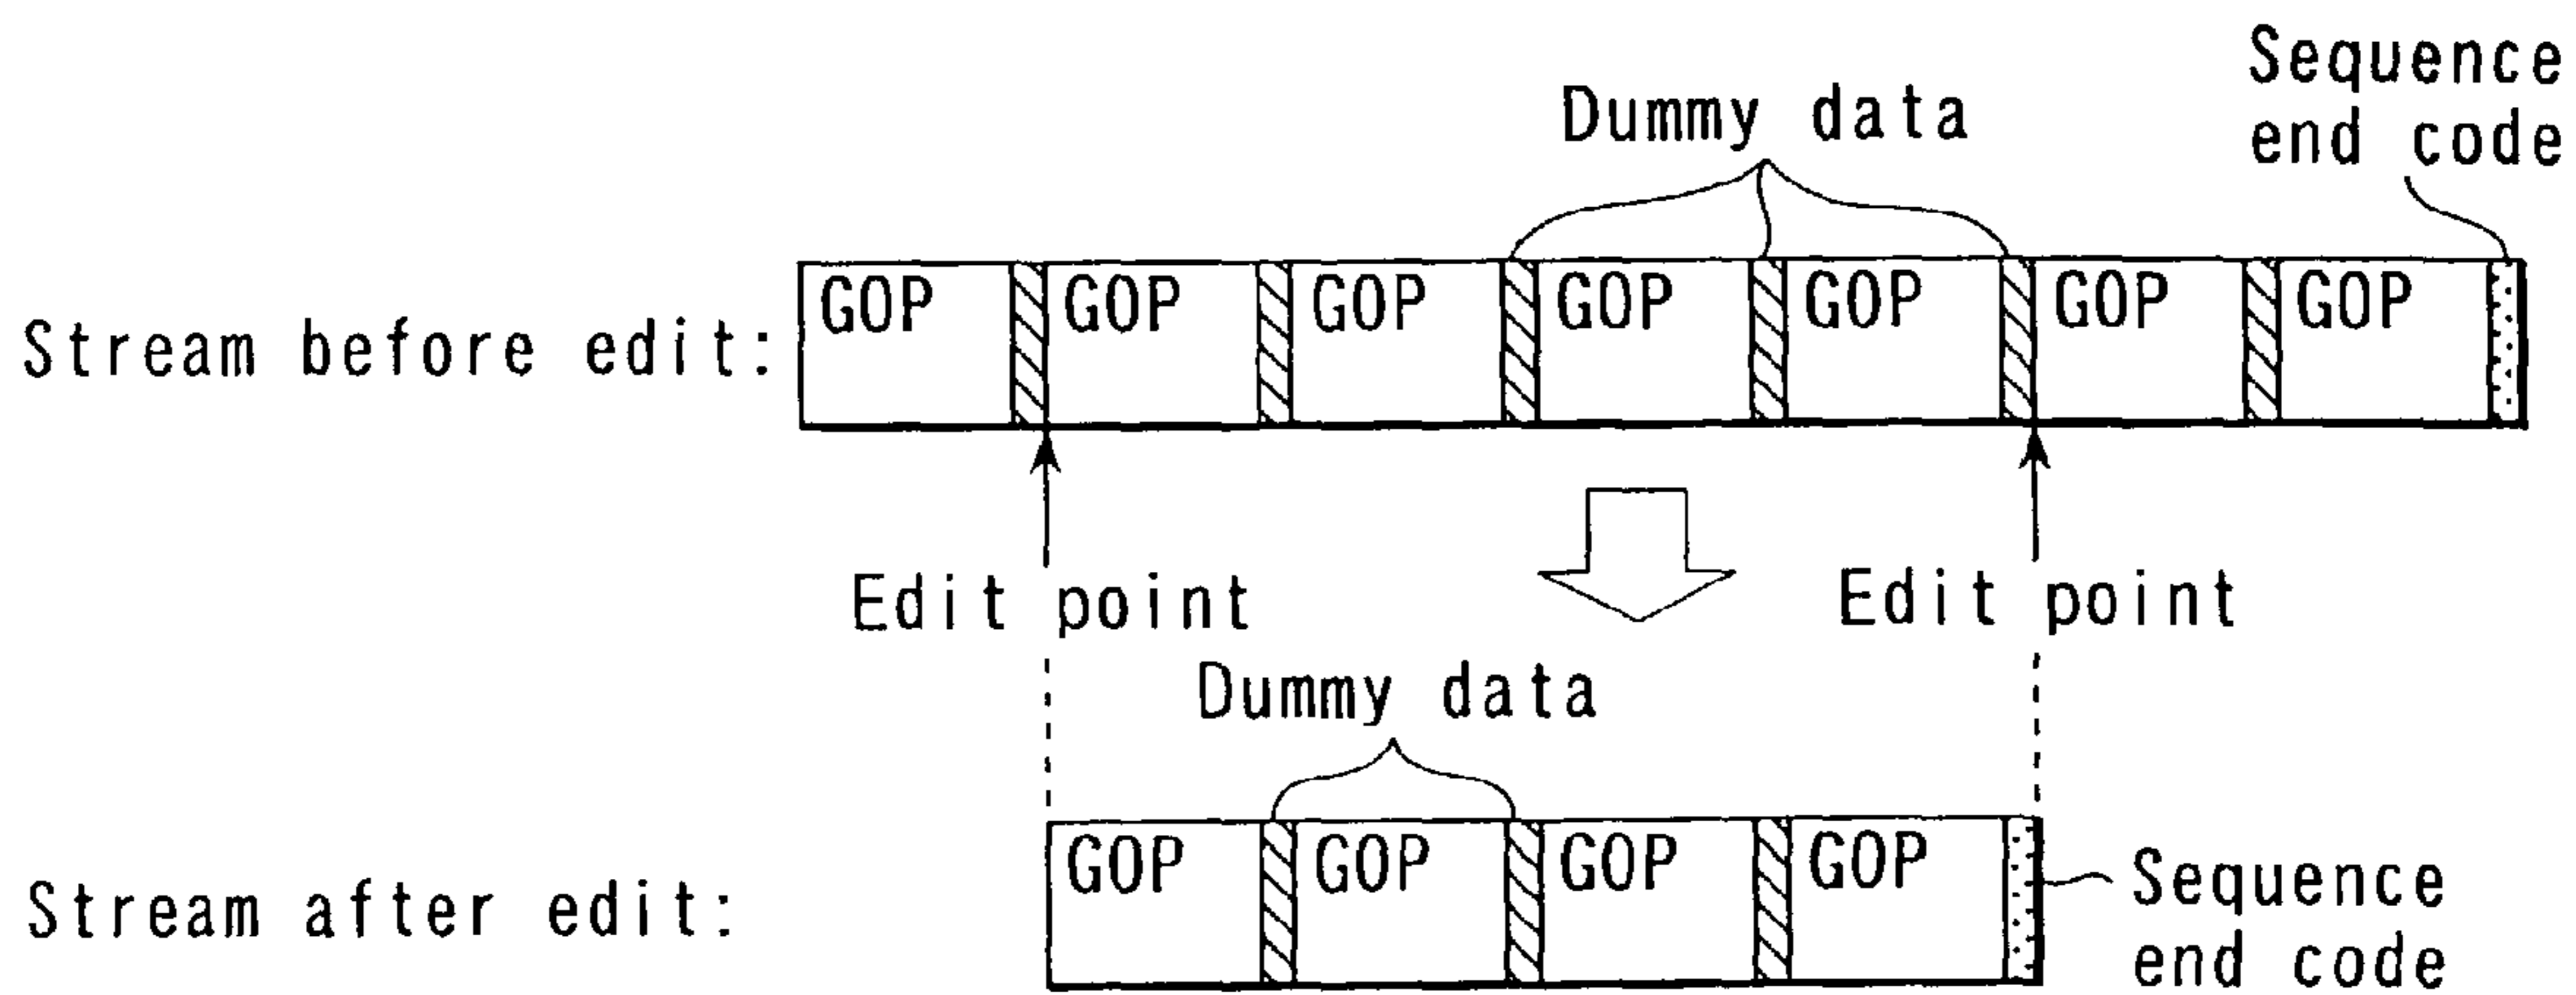 Sequence
end code
Dummy data
Stream before edit:
GOP GOP GOP GOP GOP GOP GOP
Edit point
Edit point
Dummy data
Stream after edit:
GOP GOP GOP GOP
Sequence
end code